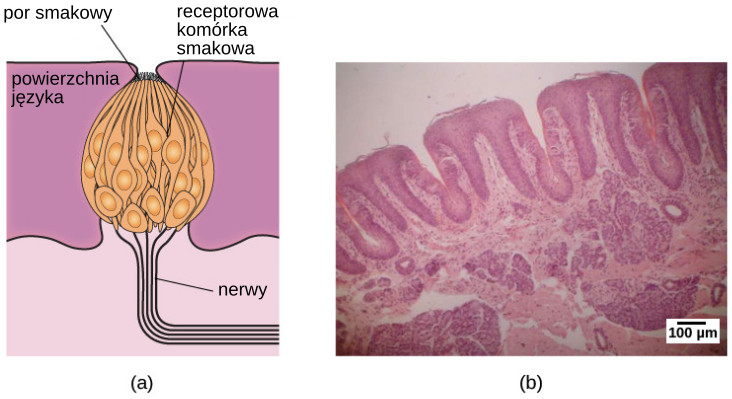 por smakowy
receptorowa
komórka
smakowa
powierzchnia
języka
nerwy
100 µm
(a)
(b)